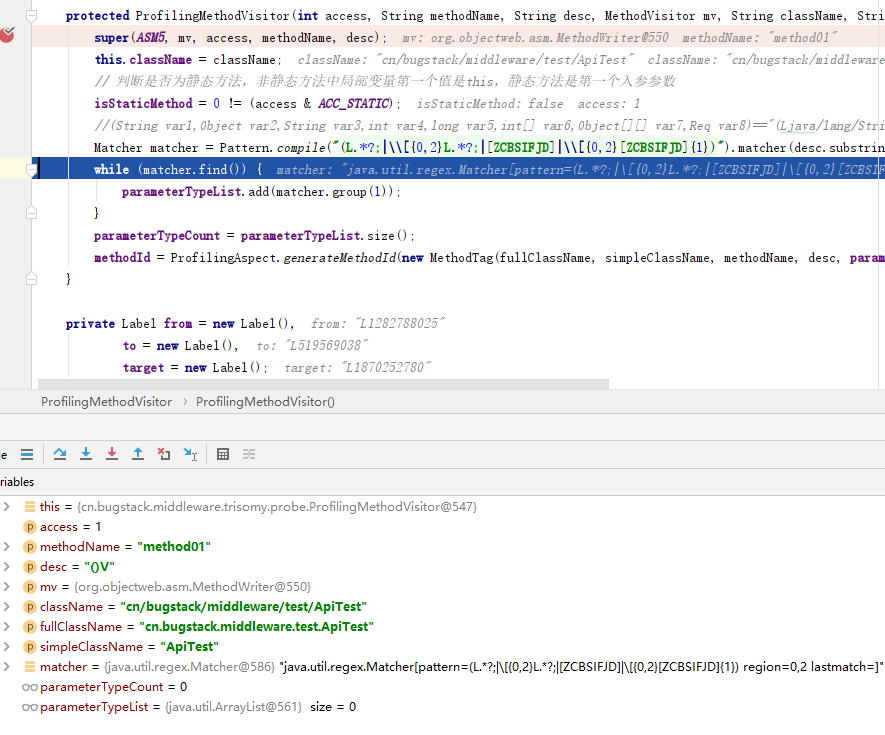 protected ProfilingMethodVisitor(int access, String methodName, String desc, MethodVisitor mv, String className, Stri
super(ASM5, mv, access, methodName, desc); mv: org.objectweb.asm.MethodWriter@550 methodName: "method01"
this.className = className; className: "cn/bugstack/middleware/test/ApiTest" className: "cn/bugstack/middleware
// 判断是否为静态方法，非静态方法中局部变量第一个值是this，静态方法是第一个入参参数
isStaticMethod = 0 != (access & ACC_STATIC); isStaticMethod: false access: 1
//(String var1,Object var2,String var3,int var4,long var5,int[] var6,Object[][] var7,Req var8)=="(Ljava/lang/Stri
Matcher matcher = Pattern.compile("(L.*?;|\\[{0,2}L.*?;|[ZCBSIFJD]|\\[{0,2}[ZCBSIFJD]{1})").matcher(desc.substrin
while (matcher.find()) { matcher: "java.util.regex.Matcher[pattern=(L.*?;|\[{0,2}L.*?;|[ZCBSIFJD]|\[{0,2}[ZCBSIF
parameterTypeList.add(matcher.group(1));
}
parameterTypeCount = parameterTypeList.size();
methodId = ProfilingAspect.generateMethodId(new MethodTag(fullClassName, simpleClassName, methodName, desc, param
}
private Label from = new Label(), from: "L1282788025"
to = new Label(), to: "L519569038"
target = new Label(); target: "L1870252780"
ProfilingMethodVisitor › ProfilingMethodVisitor()
le
riables
this = {cn.bugstack.middleware.trisomy.probe.ProfilingMethodVisitor@547}
p access = 1
p methodName = "method01"
p desc = "()V"
p mv = {org.objectweb.asm.MethodWriter@550}
p className = "cn/bugstack/middleware/test/ApiTest"
p fullClassName = "cn.bugstack.middleware.test.ApiTest"
p simpleClassName = "ApiTest"
matcher = {java.util.regex.Matcher@586} "java.util.regex.Matcher[pattern=(L.*?;|\[{0,2}L.*?;|[ZCBSIFJD]|\[{0,2}[ZCBSIFJD]{1}) region=0,2 lastmatch=]"
parameterTypeCount = 0
parameterTypeList = {java.util.ArrayList@561} size = 0